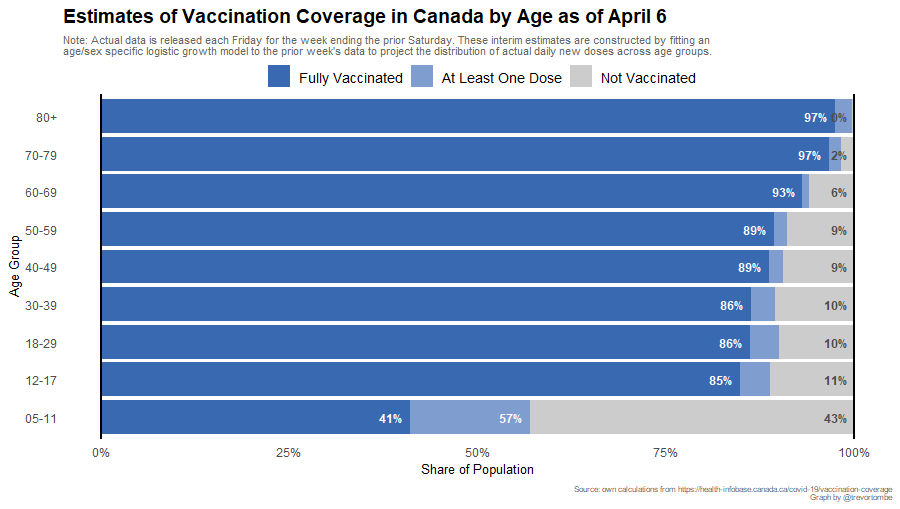 Estimates of Vaccination Coverage in Canada by Age as of April 6
Note: Actual data is released each Friday for the week ending the prior Saturday. These interim estimates are constructed by fitting an
age/sex specific logistic growth model to the prior week's data to project the distribution of actual daily new doses across age groups.
Fully Vaccinated At Least One Dose Not Vaccinated
80+ 97% 0%
70-79 97% 2%
60-69 93% 6%
50-59 89% 9%
Age Group
40-49 89% 9%
30-39 86% 10%
18-29 86% 10%
12-17 85% 11%
05-11 41% 57% 43%
0% 25% 50% 75% 100%
Share of Population
Source: own calculations from https://health-infobase.canada.ca/covid-19/vaccination-coverage
Graph by @trevortombe